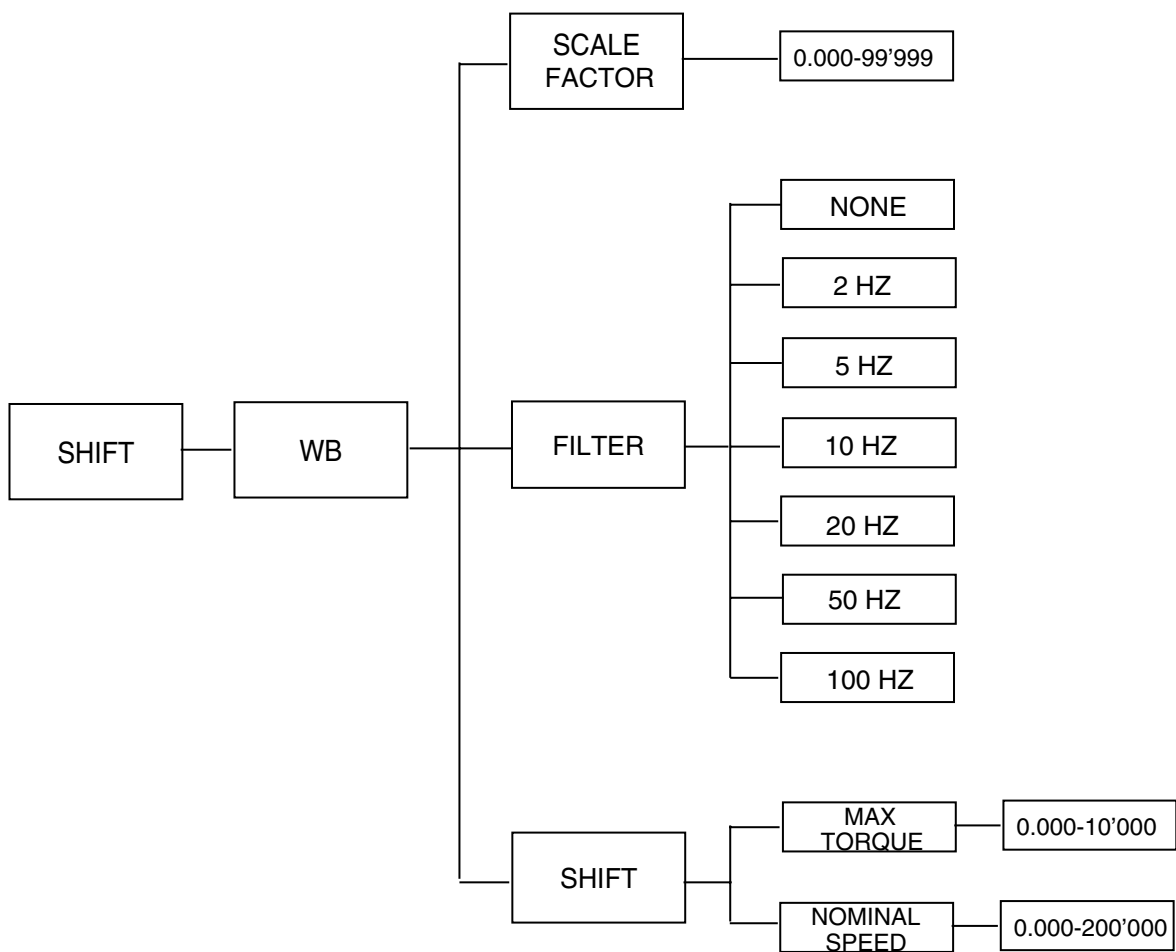 SCALE
FACTOR
0.000-99’999
NONE
2 HZ
5 HZ
SHIFT
WB
FILTER
10 HZ
20 HZ
50 HZ
100 HZ
SHIFT
MAX
TORQUE
0.000-10’000
NOMINAL
SPEED
0.000-200’000